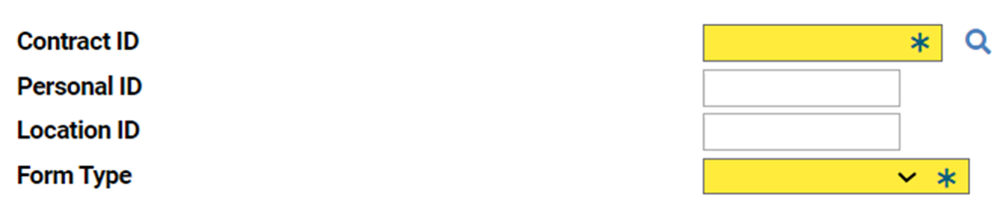 Contract ID *
Personal ID
Location ID
Form Type *